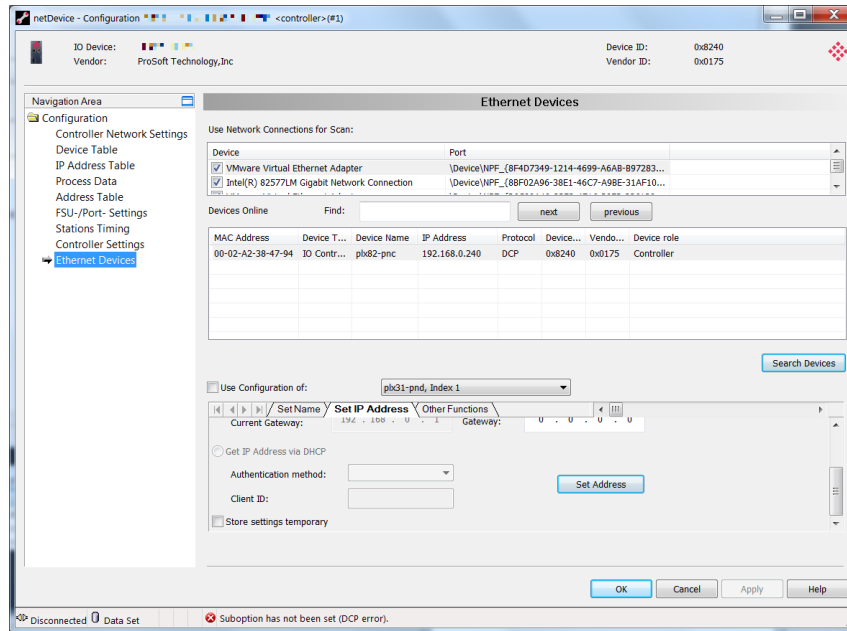 netDevice - Configuration <controller>(#1)
IO Device: Device ID: 0x8240
Vendor: ProSoft Technology,Inc Vendor ID: 0x0175
Navigation Area
Configuration
Controller Network Settings
Device Table
IP Address Table
Process Data
Address Table
FSU-/Port- Settings
Stations Timing
Controller Settings
Ethernet Devices
Ethernet Devices
Use Network Connections for Scan:
Device Port
VMware Virtual Ethernet Adapter \Device\NPF_{8F4D7349-1214-4699-A6AB-B97283...
Intel(R) 82577LM Gigabit Network Connection \Device\NPF_{8BF02A96-38E1-46C7-A9BE-31AF10...
Devices Online Find: next previous
MAC Address Device T... Device Name IP Address Protocol Device... Vendo... Device role
00-02-A2-38-47-94 IO Contr... plx82-pnc 192.168.0.240 DCP 0x8240 0x0175 Controller
Search Devices
Use Configuration of: plx31-pnd, Index 1
Set Name Set IP Address Other Functions
Current Gateway: 192 . 168 . 0 . 1 Gateway: 0 . 0 . 0 . 0
Get IP Address via DHCP
Authentication method:
Set Address
Client ID:
Store settings temporary
OK Cancel Apply Help
Disconnected Data Set Suboption has not been set (DCP error).